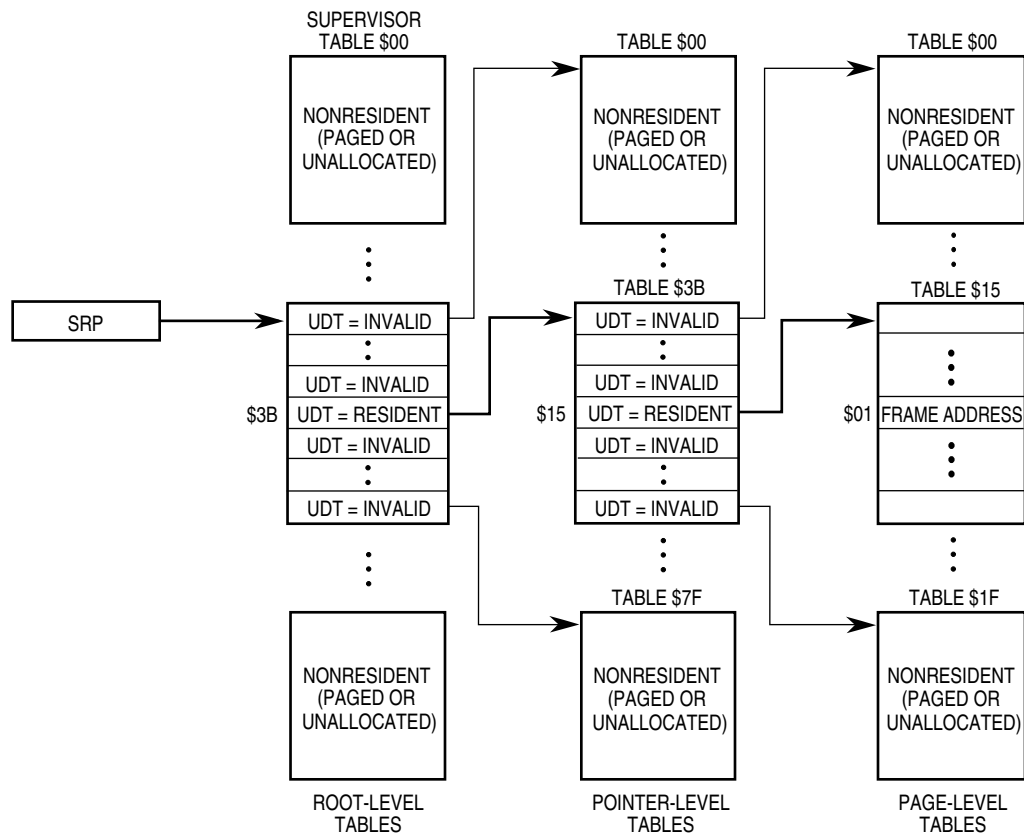 SUPERVISOR
TABLE $00
TABLE $00
TABLE $00
NONRESIDENT
(PAGED OR
UNALLOCATED)
NONRESIDENT
(PAGED OR
UNALLOCATED)
NONRESIDENT
(PAGED OR
UNALLOCATED)
TABLE $3B
TABLE $15
SRP
UDT = INVALID
UDT = INVALID
$3B
UDT = RESIDENT
UDT = INVALID
UDT = INVALID
UDT = INVALID
UDT = INVALID
$15
UDT = RESIDENT
UDT = INVALID
UDT = INVALID
$01
FRAME ADDRESS
TABLE $7F
TABLE $1F
NONRESIDENT
(PAGED OR
UNALLOCATED)
NONRESIDENT
(PAGED OR
UNALLOCATED)
NONRESIDENT
(PAGED OR
UNALLOCATED)
ROOT-LEVEL
TABLES
POINTER-LEVEL
TABLES
PAGE-LEVEL
TABLES